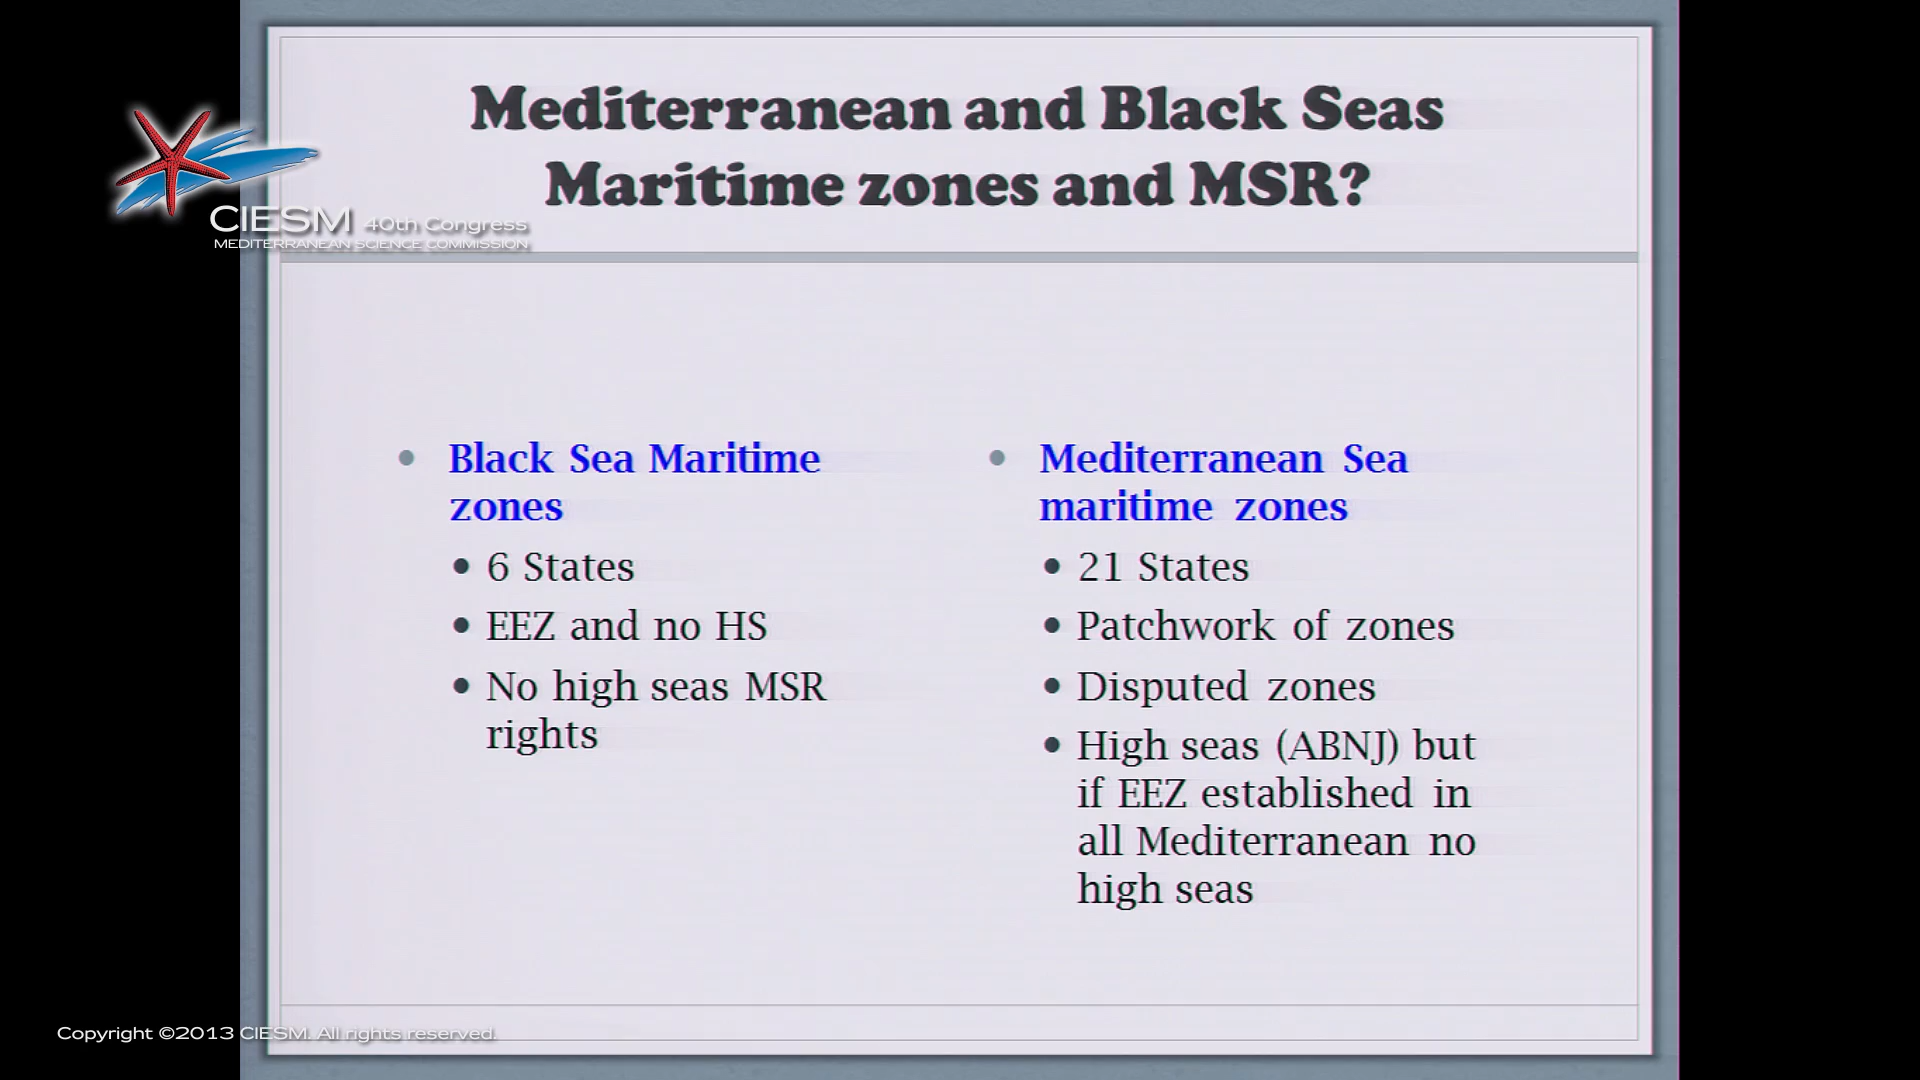 Mediterranean and Black Seas
Maritime zones and MSR?
CIESM 40th Congress
MEDITERRANEAN SCIENCE COMMISSION
• Black Sea Maritime
zones
• 6 States
• EEZ and no HS
• No high seas MSR
rights
• Mediterranean Sea
maritime zones
• 21 States
• Patchwork of zones
• Disputed zones
• High seas (ABNJ) but
if EEZ established in
all Mediterranean no
high seas
Copyright ©2013 CIESM. All rights reserved.